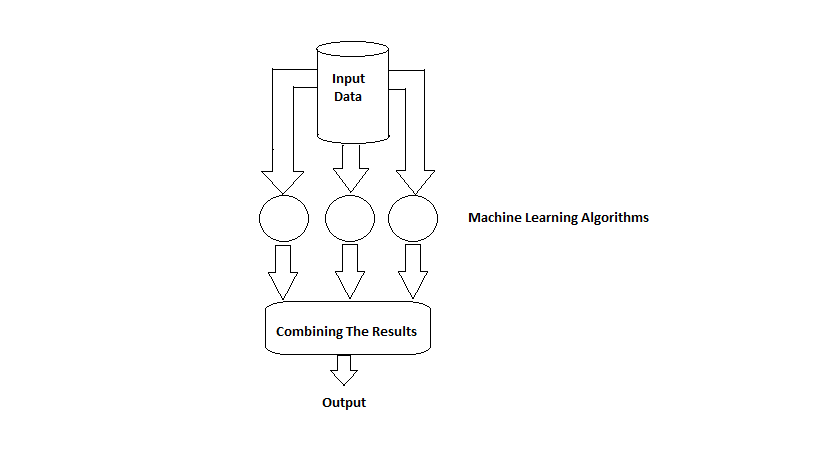 Input
Data
Machine Learning Algorithms
Combining The Results
Output